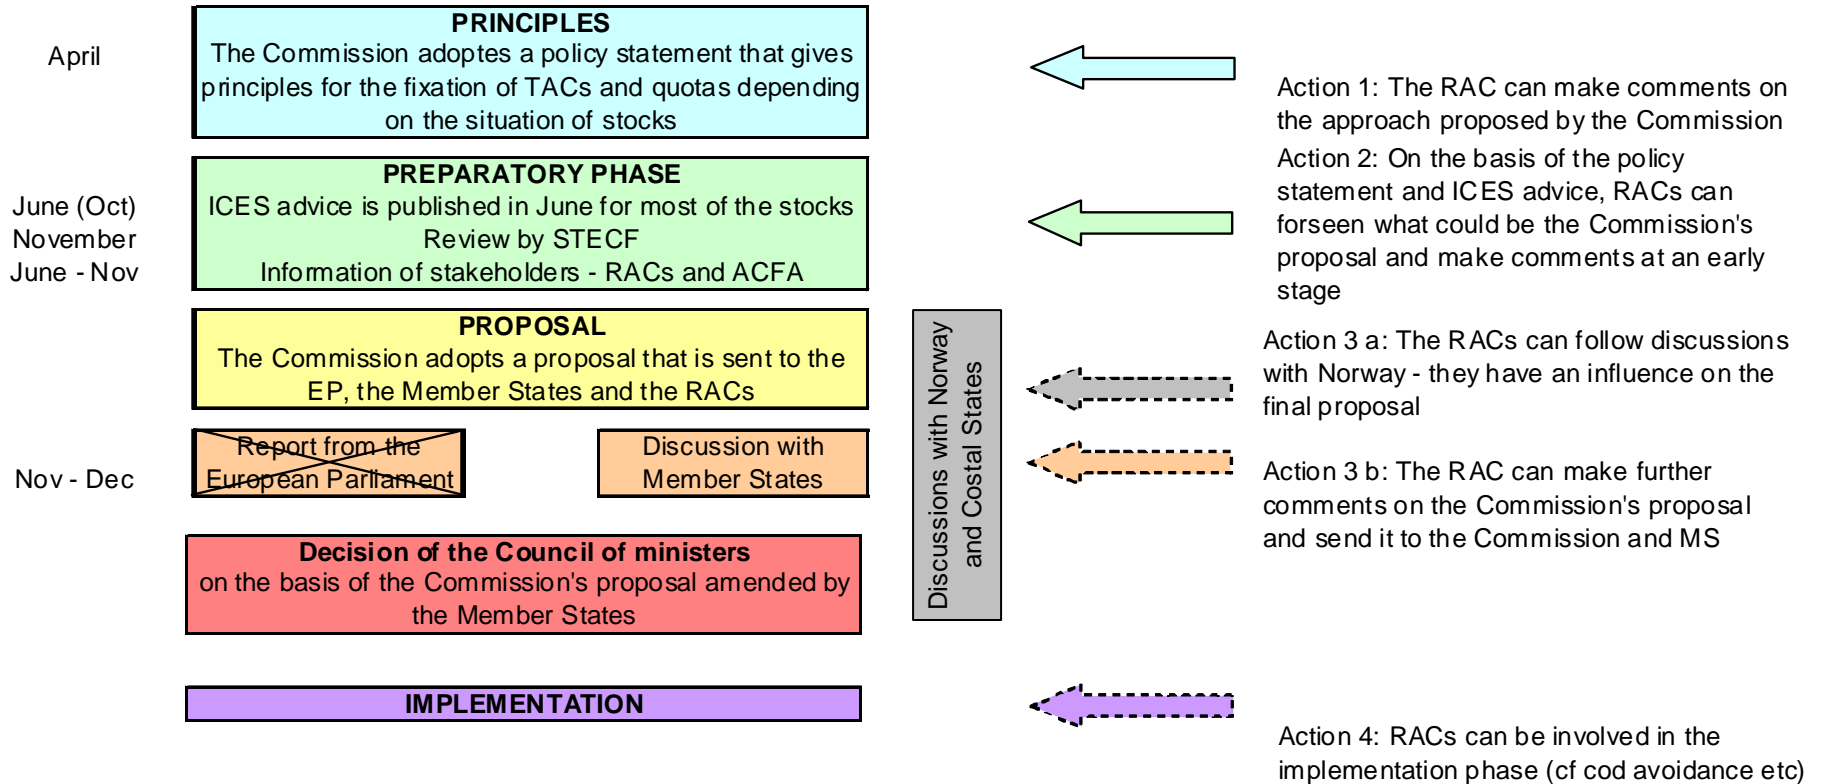 April
PRINCIPLES
The Commission adoptes a policy statement that gives
principles for the fixation of TACs and quotas depending
on the situation of stocks
Action 1: The RAC can make comments on
the approach proposed by the Commission
June (Oct)
November
June - Nov
PREPARATORY PHASE
ICES advice is published in June for most of the stocks
Review by STECF
Information of stakeholders - RACs and ACFA
Action 2: On the basis of the policy
statement and ICES advice, RACs can
forseen what could be the Commission's
proposal and make comments at an early
stage
PROPOSAL
The Commission adopts a proposal that is sent to the
EP, the Member States and the RACs
Discussions with Norway
and Costal States
Action 3 a: The RACs can follow discussions
with Norway - they have an influence on the
final proposal
Nov - Dec
Report from the
European Parliament
Discussion with
Member States
Action 3 b: The RAC can make further
comments on the Commission's proposal
and send it to the Commission and MS
Decision of the Council of ministers
on the basis of the Commission's proposal amended by
the Member States
IMPLEMENTATION
Action 4: RACs can be involved in the
implementation phase (cf cod avoidance etc)